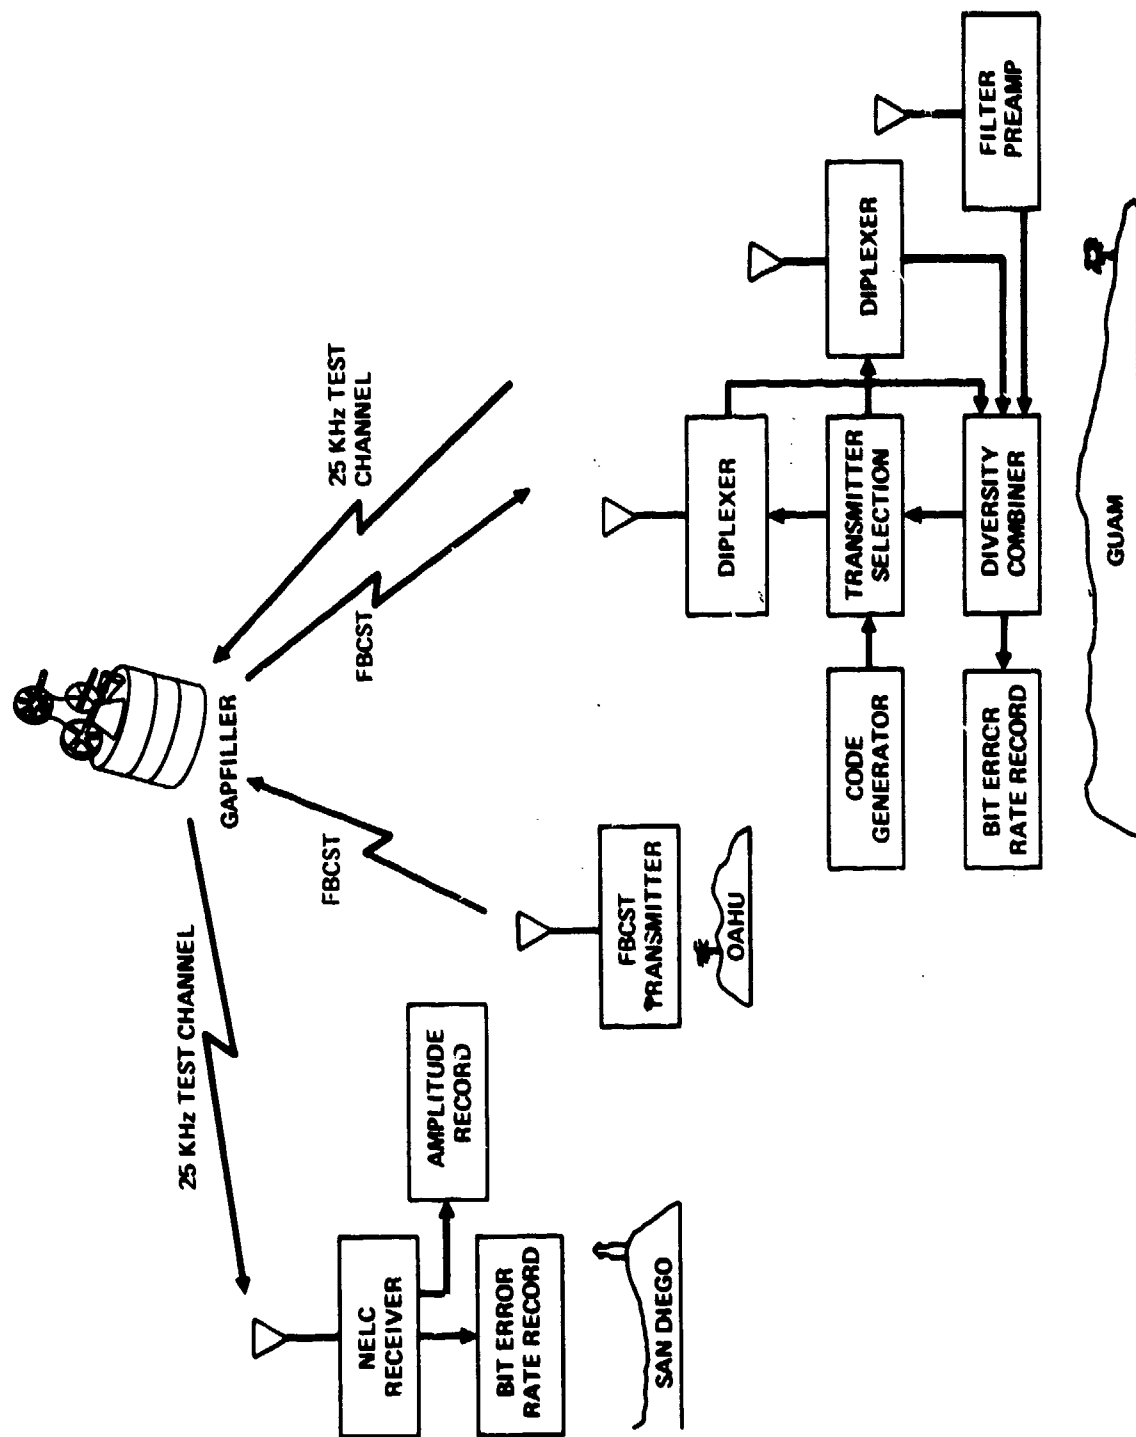 25 KHz TEST CHANNEL
GAPFILLER
FBCST
FBCST
25 KHz TEST
CHANNEL
NELC
RECEIVER
AMPLITUDE
RECORD
BIT ERROR
RATE RECORD
SAN DIEGO
FBCST
TRANSMITTER
OAHU
DIPLEXER
DIPLEXER
CODE
GENERATOR
TRANSMITTER
SELECTION
FILTER
PREAMP
BIT ERROR
RATE RECORD
DIVERSITY
COMBINER
GUAM